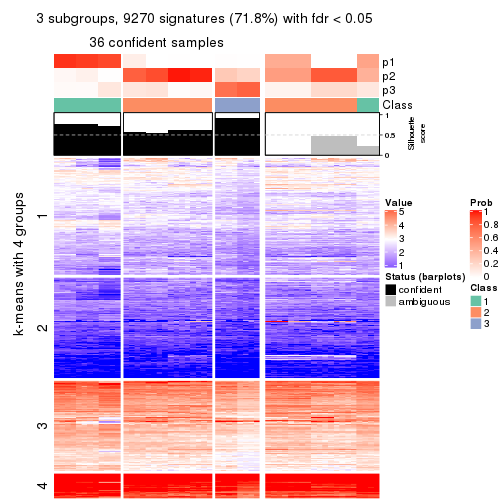 3 subgroups, 9270 signatures (71.8%) with fdr < 0.05
36 confident samples
p1
p2
p3
Class
1
0.5
0
Silhouette
score
k-means with 4 groups
1
2
3
4
Value
5
4
3
2
1
Status (barplots)
confident
ambiguous
Prob
1
0.8
0.6
0.4
0.2
0
Class
1
2
3